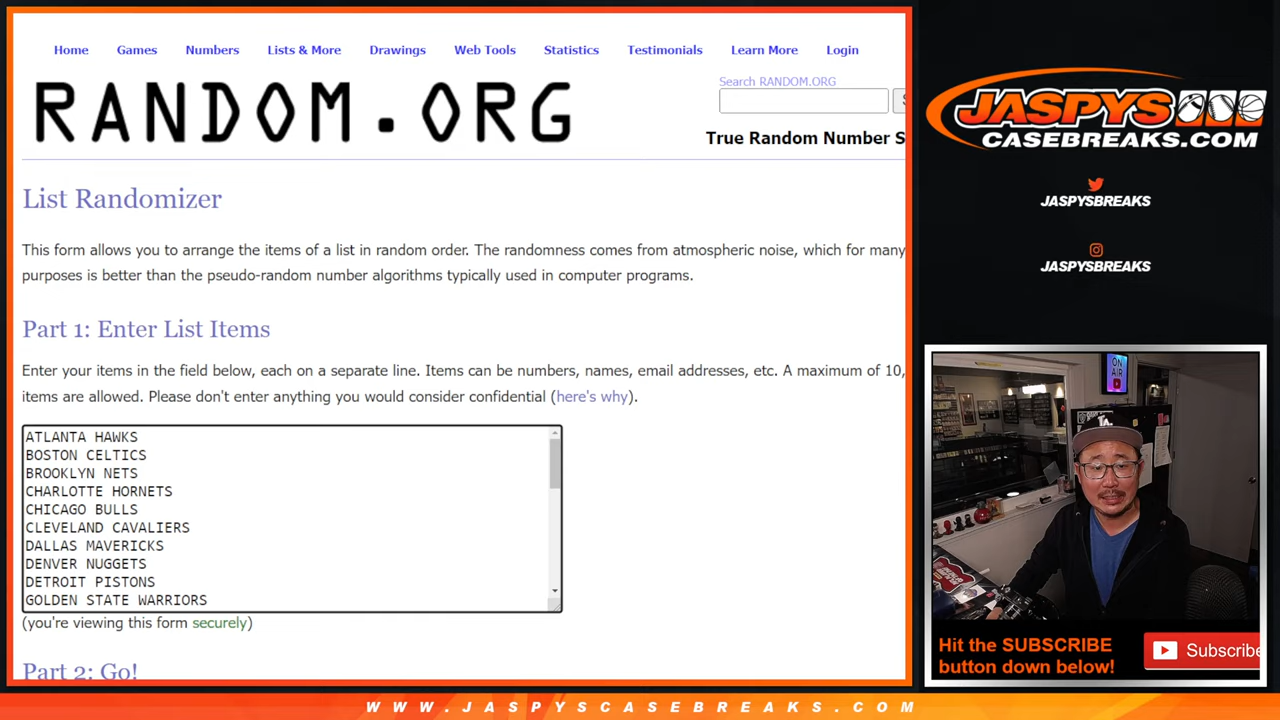 Home Games Numbers Lists & More Drawings Web Tools Statistics Testimonials Learn More Login
RANDOM.ORG
Search RANDOM.ORG
True Random Number S
List Randomizer
This form allows you to arrange the items of a list in random order. The randomness comes from atmospheric noise, which for many
purposes is better than the pseudo-random number algorithms typically used in computer programs.
Part 1: Enter List Items
Enter your items in the field below, each on a separate line. Items can be numbers, names, email addresses, etc. A maximum of 10,
items are allowed. Please don't enter anything you would consider confidential (here's why).
ATLANTA HAWKS
BOSTON CELTICS
BROOKLYN NETS
CHARLOTTE HORNETS
CHICAGO BULLS
CLEVELAND CAVALIERS
DALLAS MAVERICKS
DENVER NUGGETS
DETROIT PISTONS
GOLDEN STATE WARRIORS
(you're viewing this form securely)
Part 2: Go!
JASPYS
CASEBREAKS.COM
JASPYSBREAKS
JASPYSBREAKS
ON
AIR
Hit the SUBSCRIBE
button down below!
Subscribe
WWW.JASPYSCASEBREAKS.COM